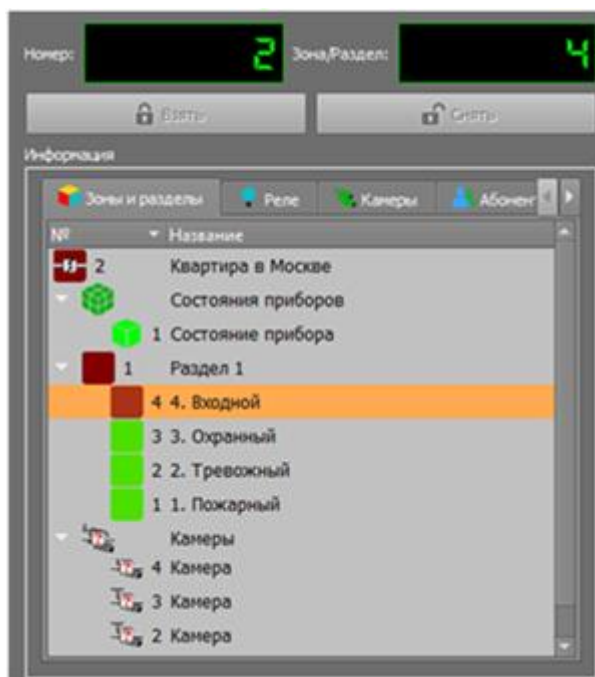 Номер: 2 Зона/Раздел: 4
Взять Снять
Информация
Зоны и разделы Реле Камеры Абонент
№ Название
2 Квартира в Москве
Состояния приборов
1 Состояние прибора
1 Раздел 1
4 4. Входной
3 3. Охранный
2 2. Тревожный
1 1. Пожарный
Камеры
4 Камера
3 Камера
2 Камера